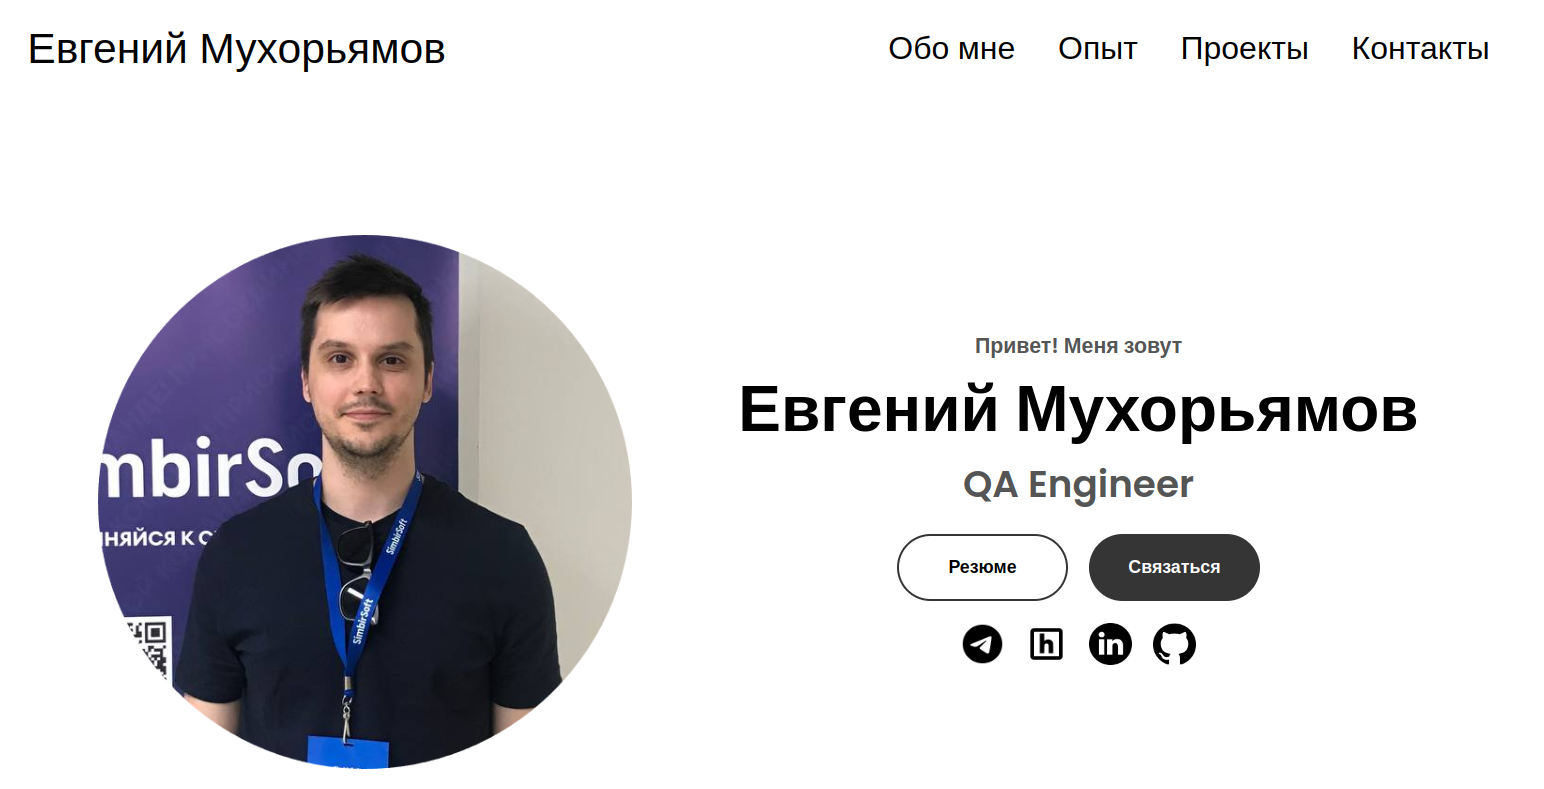 Евгений Мухорьямов
Обо мне Опыт Проекты Контакты
Привет! Меня зовут
Евгений Мухорьямов
QA Engineer
Резюме Связаться
h in
mbirSo
няйся к с
SimbirSoft
SimbirSoft